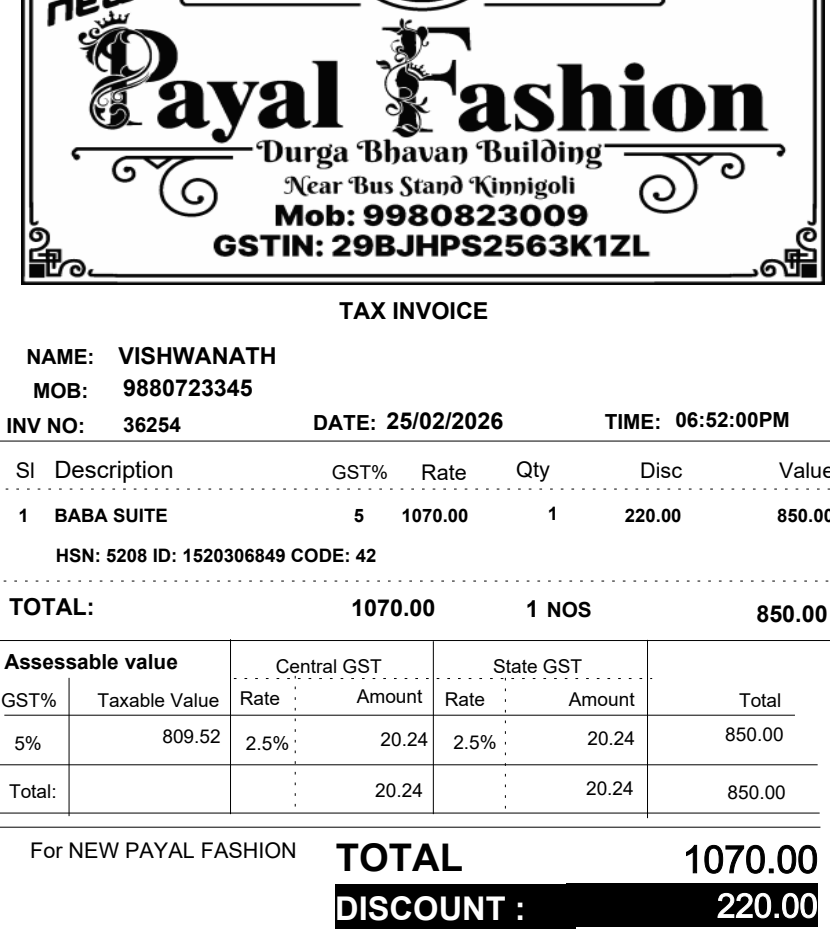 new
Payal Fashion
Durga Bhavan Building
Near Bus Stand Kinnigoli
Mob: 9980823009
GSTIN: 29BJHPS2563K1ZL
TAX INVOICE
NAME: VISHWANATH
MOB: 9880723345
INV NO: 36254 DATE: 25/02/2026 TIME: 06:52:00PM
Sl Description GST% Rate Qty Disc Value
1 BABA SUITE 5 1070.00 1 220.00 850.00
HSN: 5208 ID: 1520306849 CODE: 42
TOTAL: 1070.00 1 NOS 850.00
Assessable value Central GST State GST
GST% Taxable Value Rate Amount Rate Amount Total
5% 809.52 2.5% 20.24 2.5% 20.24 850.00
Total: 20.24 20.24 850.00
For NEW PAYAL FASHION TOTAL 1070.00
DISCOUNT : 220.00